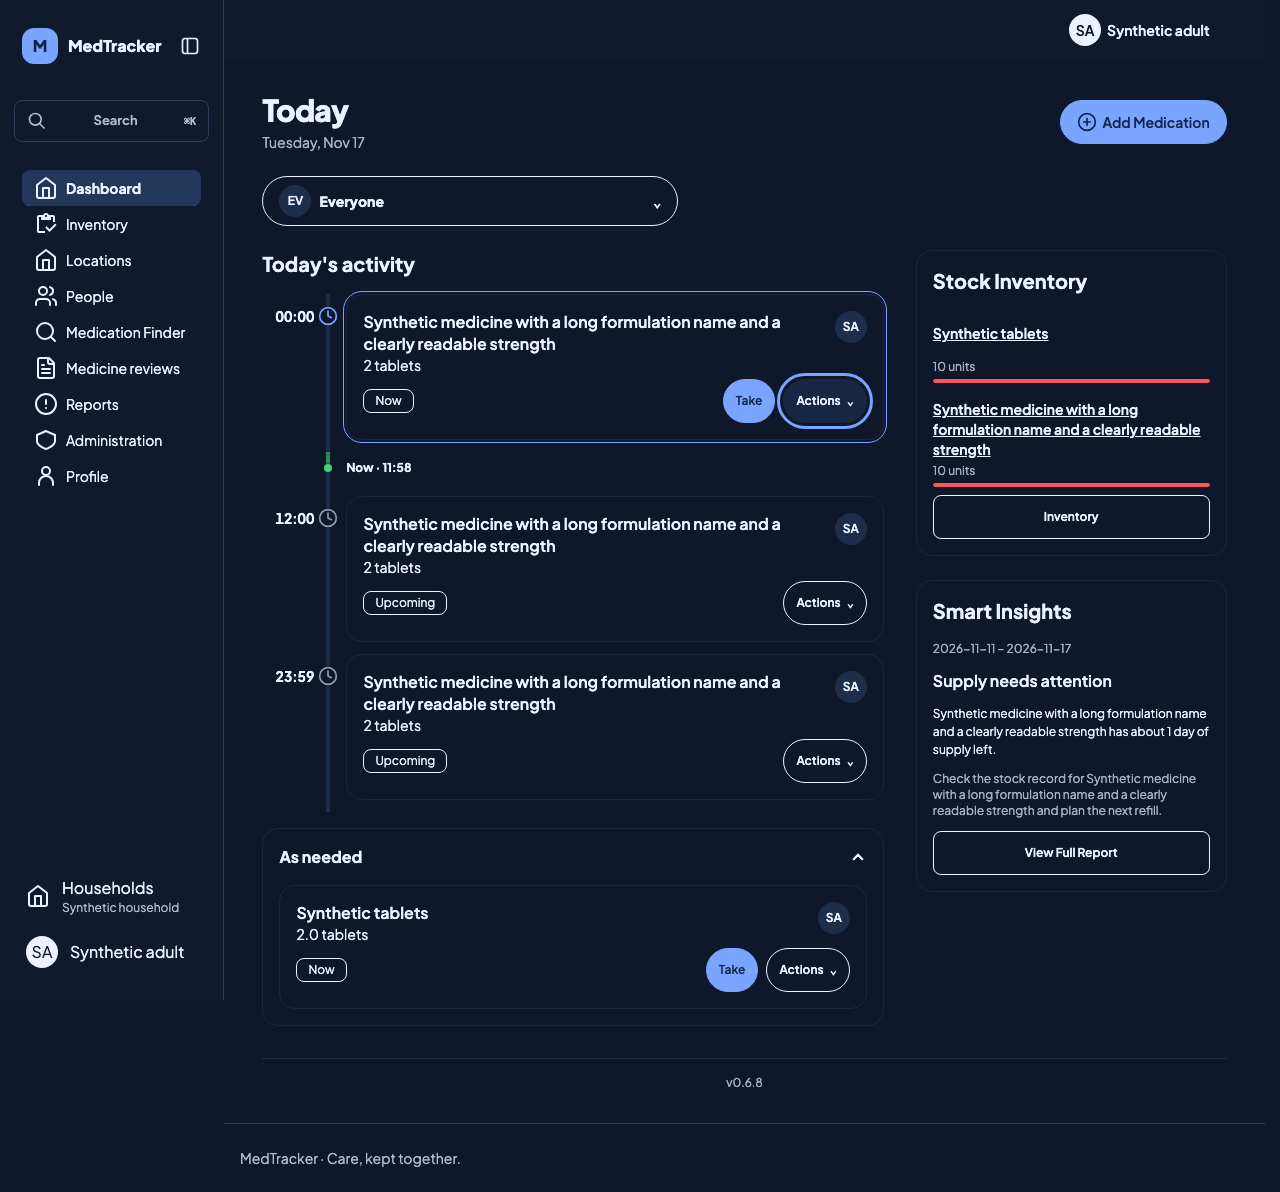 M MedTracker
Search ⌘K
Dashboard
Inventory
Locations
People
Medication Finder
Medicine reviews
Reports
Administration
Profile
Households
Synthetic household
SA Synthetic adult
SA Synthetic adult
Today
Tuesday, Nov 17
Add Medication
EV Everyone
Today's activity
00:00
Synthetic medicine with a long formulation name and a
clearly readable strength
SA
2 tablets
Now Take Actions
Now · 11:58
12:00
Synthetic medicine with a long formulation name and a
clearly readable strength
SA
2 tablets
Upcoming Actions
23:59
Synthetic medicine with a long formulation name and a
clearly readable strength
SA
2 tablets
Upcoming Actions
As needed
Synthetic tablets
SA
2.0 tablets
Now Take Actions
Stock Inventory
Synthetic tablets
10 units
Synthetic medicine with a long
formulation name and a clearly readable
strength
10 units
Inventory
Smart Insights
2026-11-11 – 2026-11-17
Supply needs attention
Synthetic medicine with a long formulation name
and a clearly readable strength has about 1 day of
supply left.
Check the stock record for Synthetic medicine
with a long formulation name and a clearly
readable strength and plan the next refill.
View Full Report
v0.6.8
MedTracker · Care, kept together.